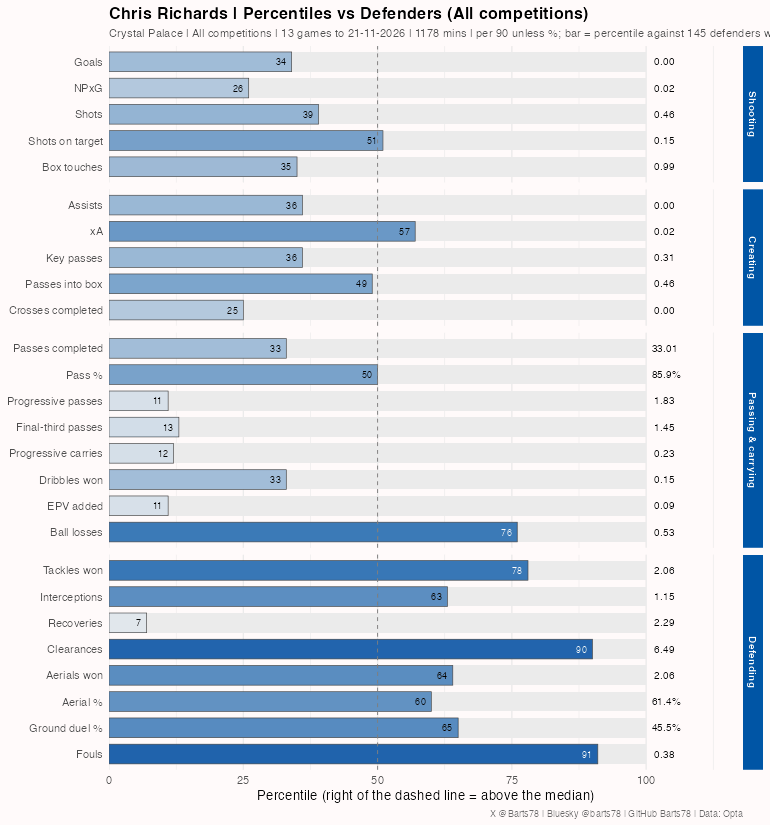 Chris Richards | Percentiles vs Defenders (All competitions)
Crystal Palace | All competitions | 13 games to 21-11-2026 | 1178 mins | per 90 unless %; bar = percentile against 145 defenders w
Goals 34 0.00
NPxG 26 0.02
Shots 39 0.46
Shots on target 51 0.15
Box touches 35 0.99
Shooting
Assists 36 0.00
xA 57 0.02
Key passes 36 0.31
Passes into box 49 0.46
Crosses completed 25 0.00
Creating
Passes completed 33 33.01
Pass % 50 85.9%
Progressive passes 11 1.83
Final-third passes 13 1.45
Progressive carries 12 0.23
Dribbles won 33 0.15
EPV added 11 0.09
Ball losses 76 0.53
Passing & carrying
Tackles won 78 2.06
Interceptions 63 1.15
Recoveries 7 2.29
Clearances 90 6.49
Aerials won 64 2.06
Aerial % 60 61.4%
Ground duel % 65 45.5%
Fouls 91 0.38
Defending
0 25 50 75 100
Percentile (right of the dashed line = above the median)
X @Barts78 | Bluesky @barts78 | GitHub Barts78 | Data: Opta